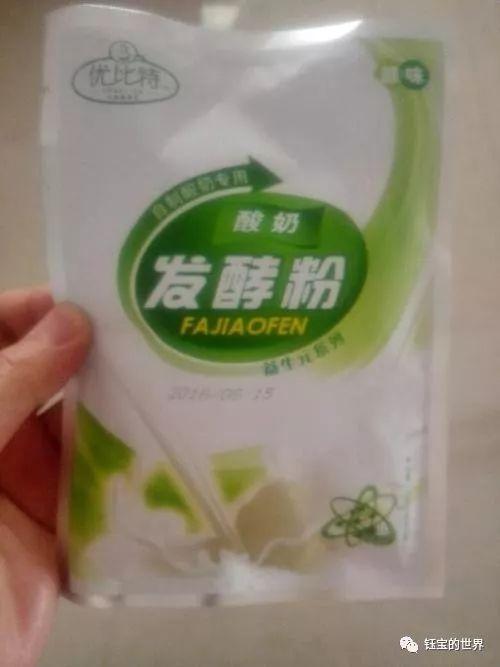 优比特
原味
自制酸奶专用
酸奶
发酵粉
FAJIAOFEN
益生元系列
2016/06 15
钰宝的世界